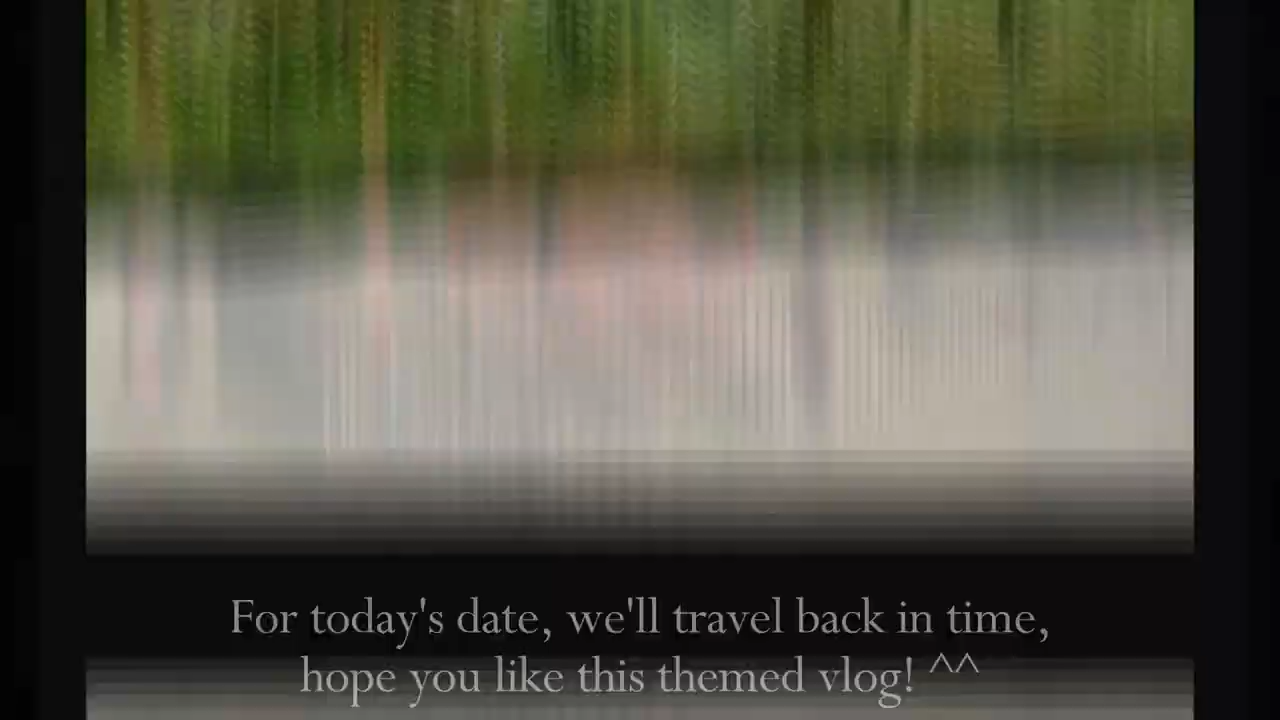 For today's date, we'll travel back in time,
hope you like this themed vlog! ^^